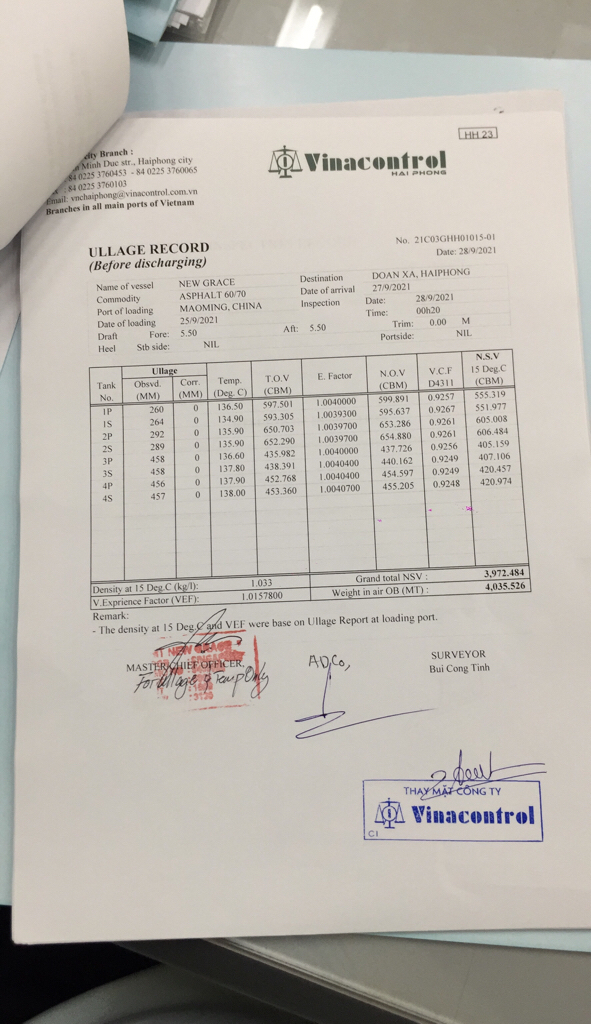 HH 23
city Branch :
Minh Duc str., Haiphong city
84 0225 3760453 - 84 0225 3760065
: 84 0225 3760103
Email: vnchaiphong@vinacontrol.com.vn
Branches in all main ports of Vietnam
Vinacontrol
HAI PHONG
ULLAGE RECORD
(Before discharging)
No. 21C03GHH01015-01
Date: 28/9/2021
Name of vessel NEW GRACE Destination DOAN XA, HAIPHONG
Commodity ASPHALT 60/70 Date of arrival 27/9/2021
Port of loading MAOMING, CHINA Inspection Date: 28/9/2021
Date of loading 25/9/2021 Time: 00h20
Draft Fore: 5.50 Aft: 5.50 Trim: 0.00 M
Heel Stb side: NIL Portside: NIL
Tank No. Ullage Obsvd. (MM) Corr. (MM) Temp. (Deg. C) T.O.V (CBM) E. Factor N.O.V (CBM) V.C.F D4311 N.S.V 15 Deg.C (CBM)
1P 260 0 136.50 597.501 1.0040000 599.891 0.9257 555.319
1S 264 0 134.90 593.305 1.0039300 595.637 0.9267 551.977
2P 292 0 135.90 650.703 1.0039700 653.286 0.9261 605.008
2S 289 0 135.90 652.290 1.0039700 654.880 0.9261 606.484
3P 458 0 136.60 435.982 1.0040000 437.726 0.9256 405.159
3S 458 0 137.80 438.391 1.0040400 440.162 0.9249 407.106
4P 456 0 137.90 452.768 1.0040400 454.597 0.9249 420.457
4S 457 0 138.00 453.360 1.0040700 455.205 0.9248 420.974
Density at 15 Deg.C (kg/l): 1.033 Grand total NSV : 3,972.484
V.Exprience Factor (VEF): 1.0157800 Weight in air OB (MT) : 4,035.526
Remark:
- The density at 15 Deg.C and VEF were base on Ullage Report at loading port.
NEW GRACE
MASTER/CHIEF OFFICER,
For Ullage & Temp Only
AD.Co,
SURVEYOR
Bui Cong Tinh
THAY MẶT CÔNG TY
Vinacontrol
C1